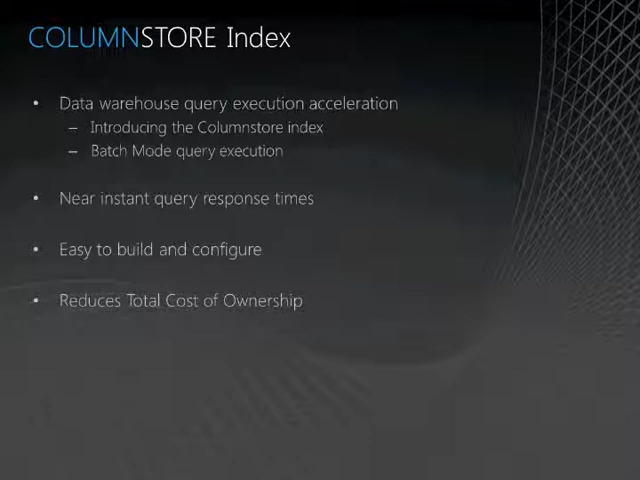 COLUMNSTORE Index
• Data warehouse query execution acceleration
– Introducing the Columnstore index
– Batch Mode query execution
• Near instant query response times
• Easy to build and configure
• Reduces Total Cost of Ownership